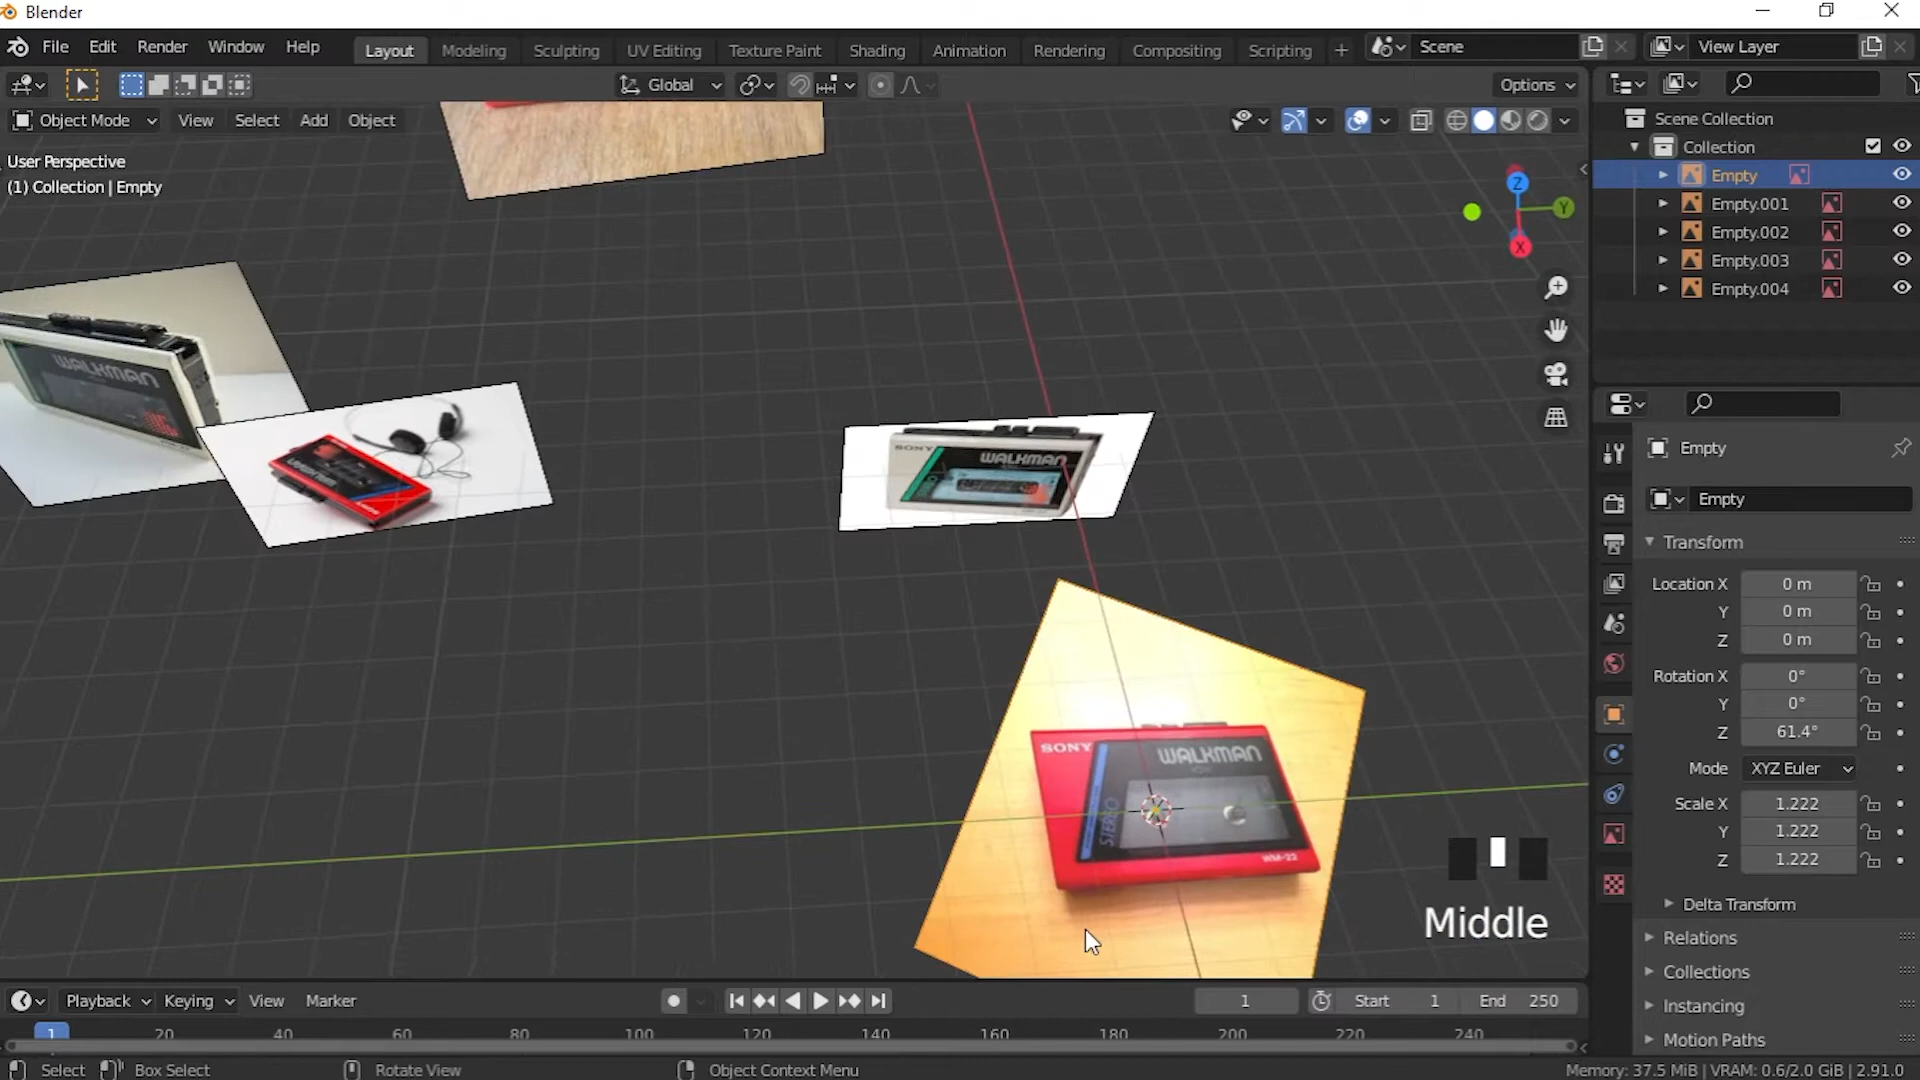 Blender
File Edit Render Window Help Layout Modeling Sculpting UV Editing Texture Paint Shading Animation Rendering Compositing Scripting + Scene View Layer
Global Options
Object Mode View Select Add Object
User Perspective
(1) Collection | Empty
Scene Collection
Collection
Empty
Empty.001
Empty.002
Empty.003
Empty.004
Z
Y
X
WALKMAN
SONY
WALKMAN
SONY
WALKMAN
STEREO
WM-22
Middle
Empty
Empty
Transform
Location X 0 m
Y 0 m
Z 0 m
Rotation X 0°
Y 0°
Z 61.4°
Mode XYZ Euler
Scale X 1.222
Y 1.222
Z 1.222
Delta Transform
Relations
Collections
Instancing
Motion Paths
Playback Keying View Marker 1 Start 1 End 250
1 20 40 60 80 100 120 140 160 180 200 220 240
Select Box Select Rotate View Object Context Menu Memory: 37.5 MiB | VRAM: 0.6/2.0 GiB | 2.91.0